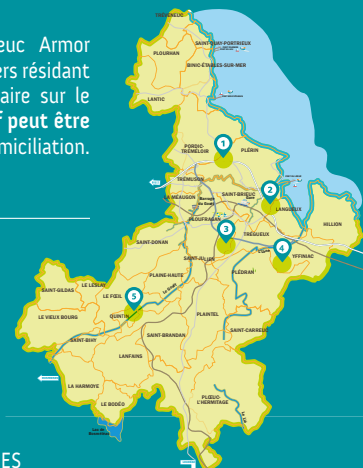 euc Armor
ers résidant
aire sur le
f peut être
miciliation.
TRÉVENEUC
SAINT-QUAY-PORTRIEUX
PLOURHAN
BINIC-ÉTABLES-SUR-MER
LANTIC
1
PORDIC-
TRÉMÉLOIR
PLÉRIN
TRÉMUSON
2
SAINT-BRIEUC
LA MÉAUGON
LANGUEUX
HILLION
PLOUFRAGAN
3
TRÉGUEUX
4
SAINT-DONAN
SAINT-JULIEN
YFFINIAC
PLAINE-HAUTE
PLÉDRAN
LE LESLAY
SAINT-GILDAS
LE FŒIL
5
LE VIEUX BOURG
QUINTIN
PLAINTEL
SAINT-BIHY
SAINT-BRANDAN
SAINT-CARREUC
LANFAINS
LA HARMOYE
PLŒUC-
L'HERMITAGE
LE BODÉO
ES